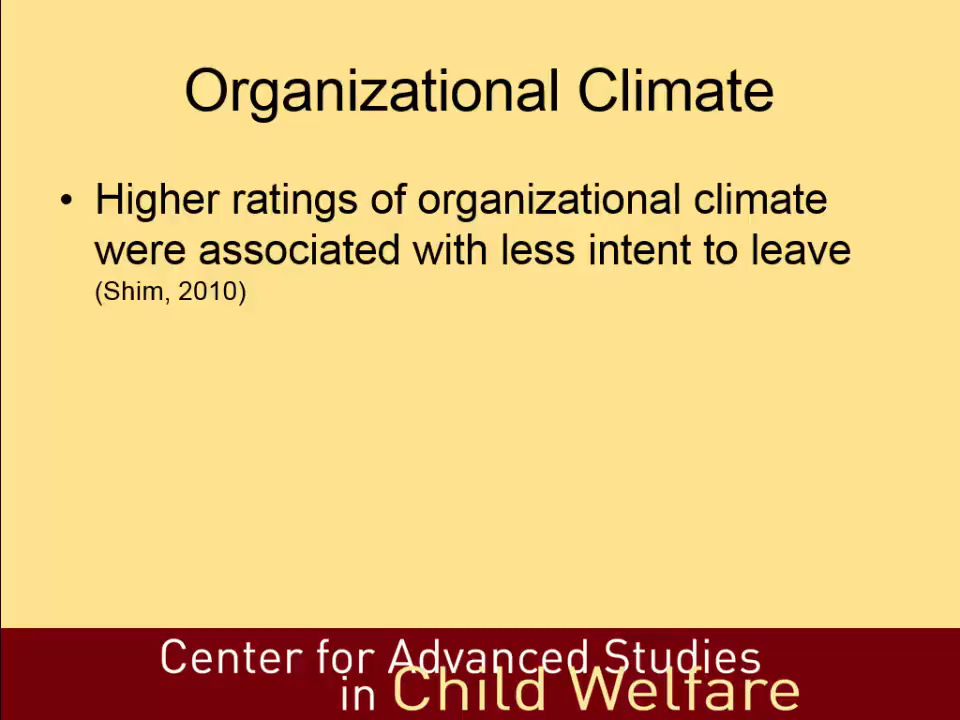 Organizational Climate
• Higher ratings of organizational climate
were associated with less intent to leave
(Shim, 2010)
Center for Advanced Studies
in Child Welfare